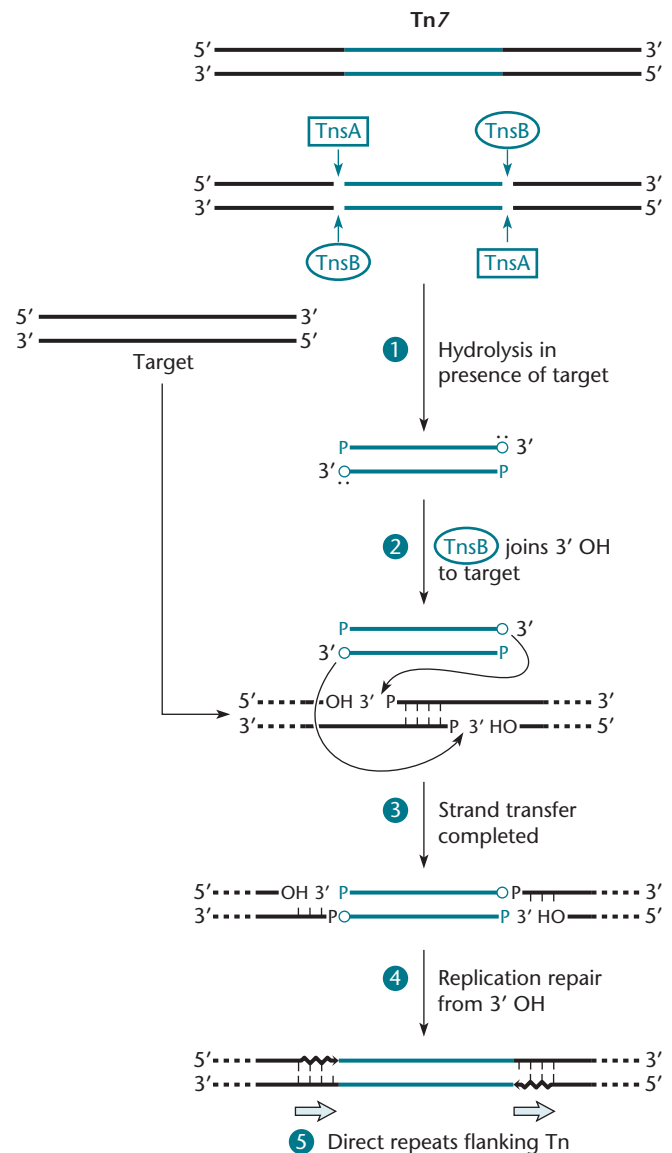 Tn7
5′ 3′
3′ 5′
TnsA TnsB
5′ 3′
3′ 5′
TnsB TnsA
5′ 3′
3′ 5′
Target
1 Hydrolysis in
presence of target
P 3′
3′ P
2 TnsB joins 3′ OH
to target
P 3′
3′ P
5′ OH 3′ P 3′
3′ P 3′ HO 5′
3 Strand transfer
completed
5′ OH 3′ P P 3′
3′ P P 3′ HO 5′
4 Replication repair
from 3′ OH
5′ 3′
3′ 5′
5 Direct repeats flanking Tn